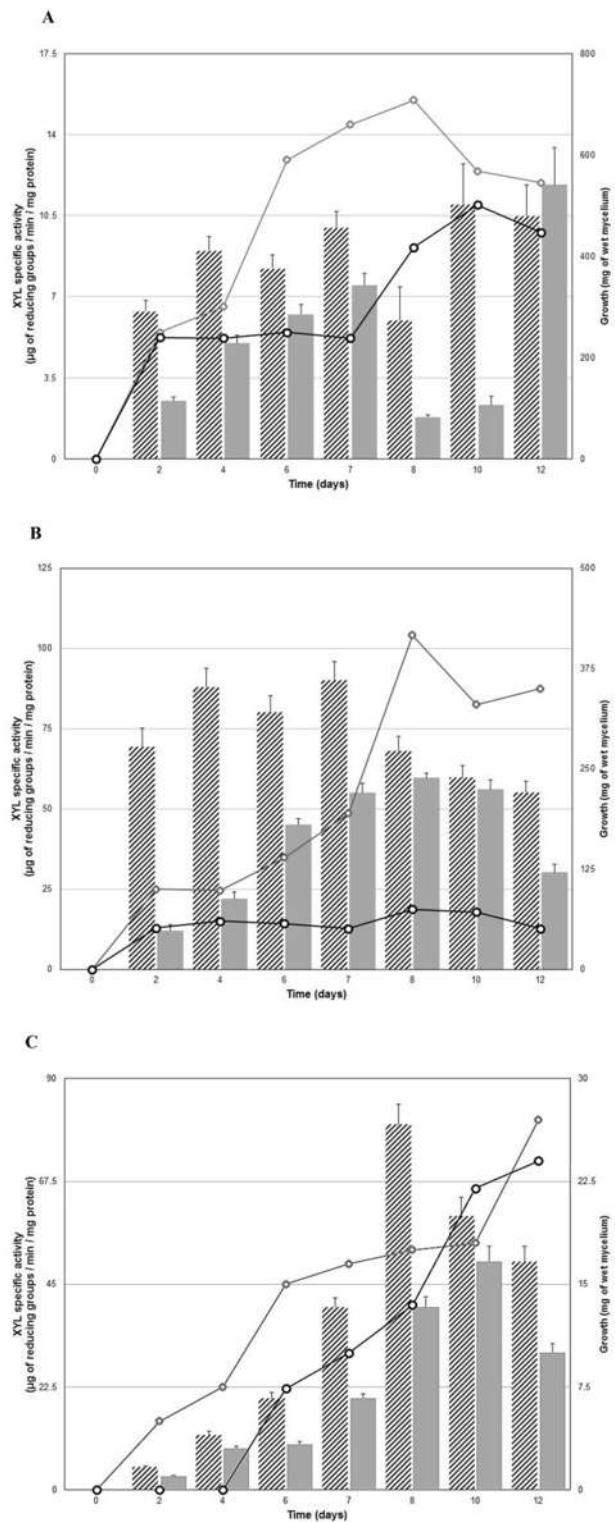 A
XYL specific activity
(µg of reducing groups / min / mg protein)
17.5
14
10.5
7
3.5
0
800
600
400
200
0
Growth (mg of wet mycelium)
0 2 4 6 7 8 10 12
Time (days)
B
XYL specific activity
(µg of reducing groups / min / mg protein)
125
100
75
50
25
0
500
375
250
125
0
Growth (mg of wet mycelium)
0 2 4 6 7 8 10 12
Time (days)
C
XYL specific activity
(µg of reducing groups / min / mg protein)
90
67.5
45
22.5
0
30
22.5
15
7.5
0
Growth (mg of wet mycelium)
0 2 4 6 7 8 10 12
Time (days)